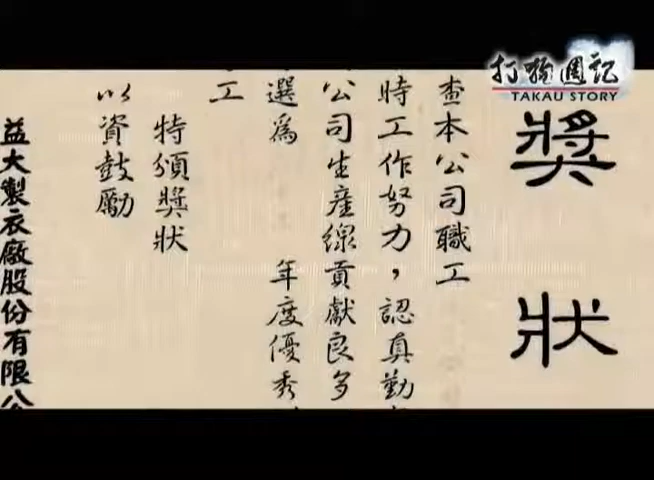 打狗週記
TAKAU STORY
獎狀
查本公司職工
時工作努力，認真勤
公司生產線貢獻良多
選為 年度優秀
工
特頒獎狀
以資鼓勵
益大製衣廠股份有限公